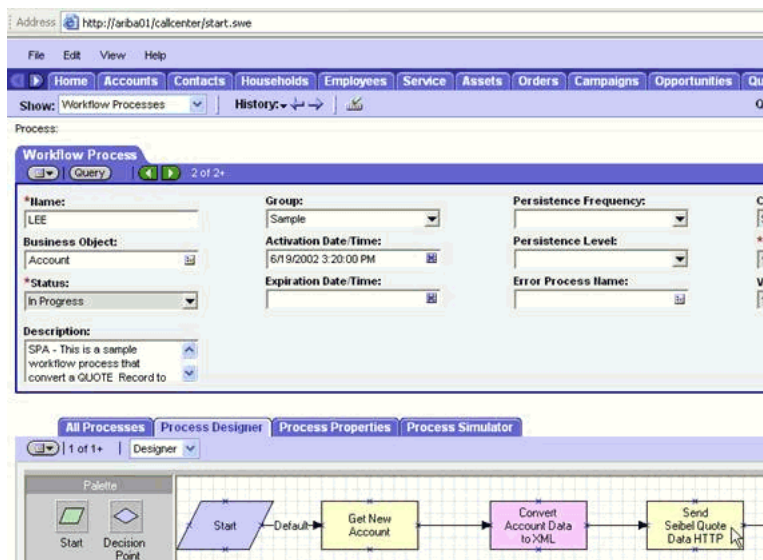 Address http://ariba01/callcenter/start.swe
File Edit View Help
Home Accounts Contacts Households Employees Service Assets Orders Campaigns Opportunities Qu
Show: Workflow Processes History:
Process:
Workflow Process
Query 2 of 2+
*Name: Group: Persistence Frequency:
LEE Sample
Business Object: Activation Date/Time: Persistence Level:
Account 6/19/2002 3:20:00 PM
*Status: Expiration Date/Time: Error Process Name:
In Progress
Description:
SPA - This is a sample
workflow process that
convert a QUOTE Record to
All Processes Process Designer Process Properties Process Simulator
1 of 1+ Designer
Palette
Start Decision
Point
Start Default Get New
Account Convert
Account Data
to XML Send
Seibel Quote
Data HTTP